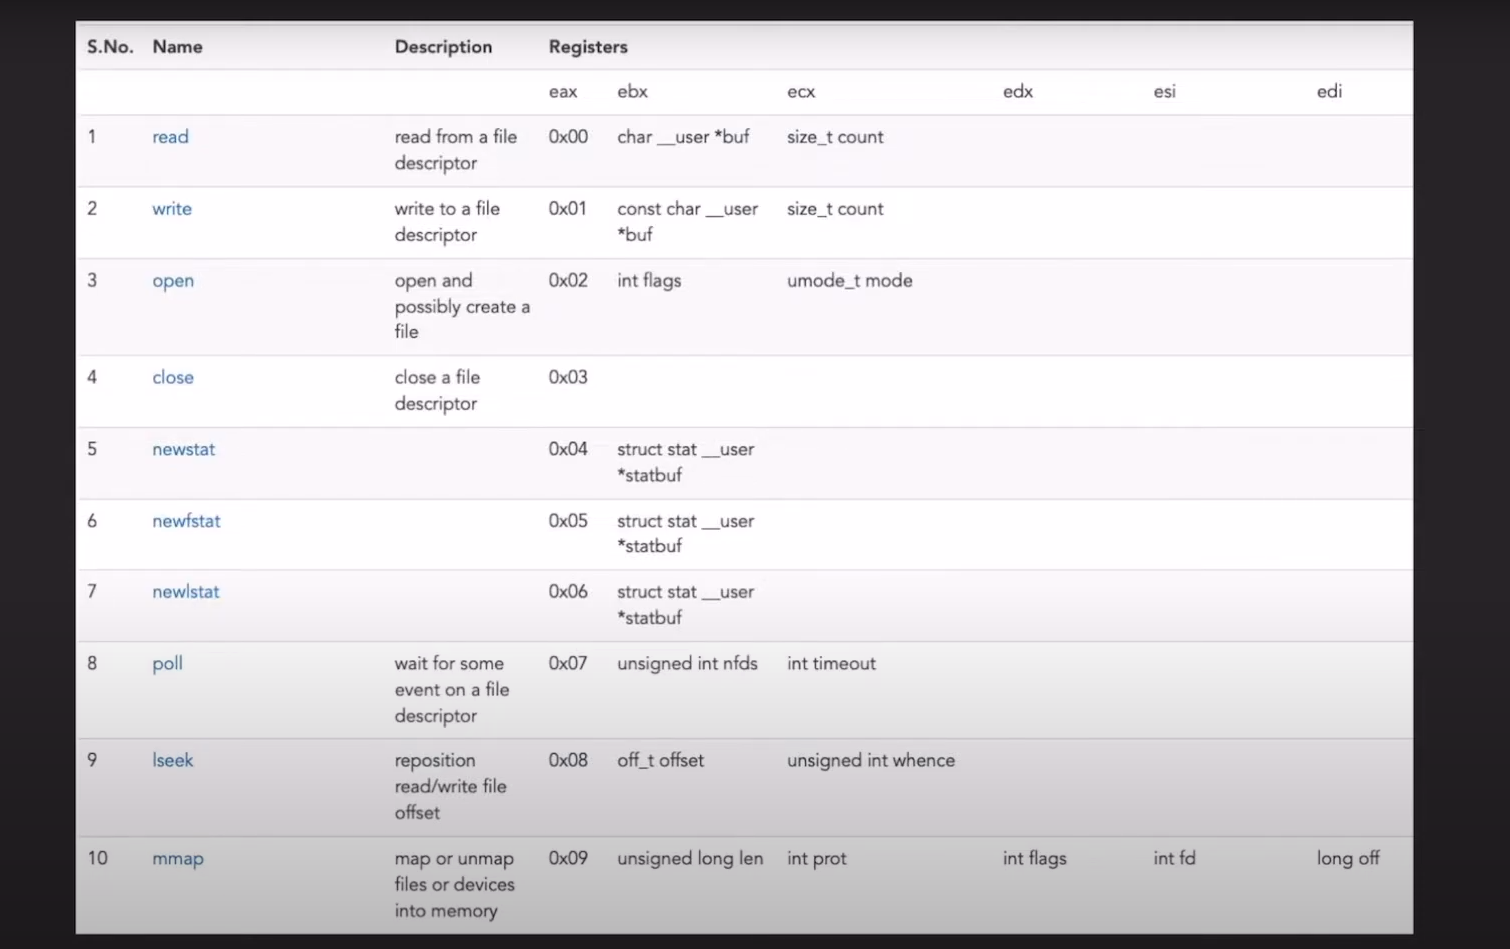 S.No. Name Description Registers
eax ebx ecx edx esi edi
1 read read from a file 0x00 char __user *buf size_t count
descriptor
2 write write to a file 0x01 const char __user size_t count
descriptor *buf
3 open open and 0x02 int flags umode_t mode
possibly create a
file
4 close close a file 0x03
descriptor
5 newstat 0x04 struct stat __user
*statbuf
6 newfstat 0x05 struct stat __user
*statbuf
7 newlstat 0x06 struct stat __user
*statbuf
8 poll wait for some 0x07 unsigned int nfds int timeout
event on a file
descriptor
9 lseek reposition 0x08 off_t offset unsigned int whence
read/write file
offset
10 mmap map or unmap 0x09 unsigned long len int prot int flags int fd long off
files or devices
into memory